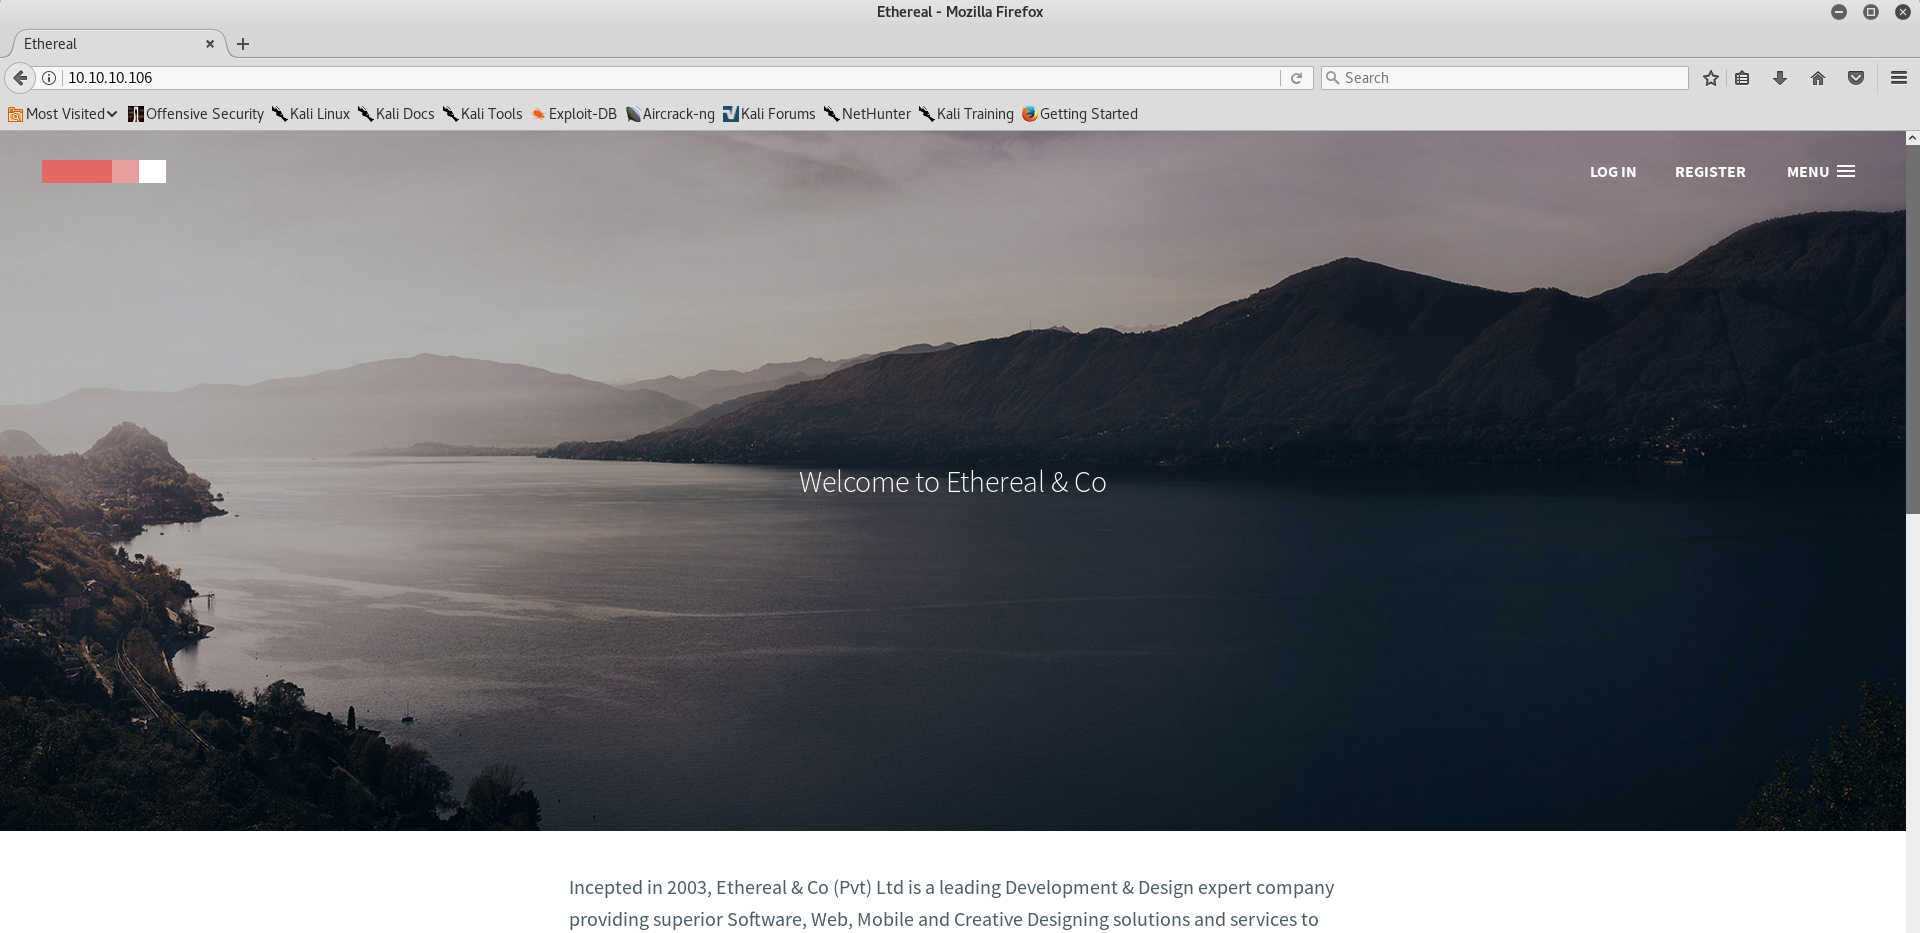 Ethereal - Mozilla Firefox
Ethereal
10.10.10.106
Search
Most Visited Offensive Security Kali Linux Kali Docs Kali Tools Exploit-DB Aircrack-ng Kali Forums NetHunter Kali Training Getting Started
LOG IN REGISTER MENU
Welcome to Ethereal & Co
Incepted in 2003, Ethereal & Co (Pvt) Ltd is a leading Development & Design expert company
providing superior Software, Web, Mobile and Creative Designing solutions and services to